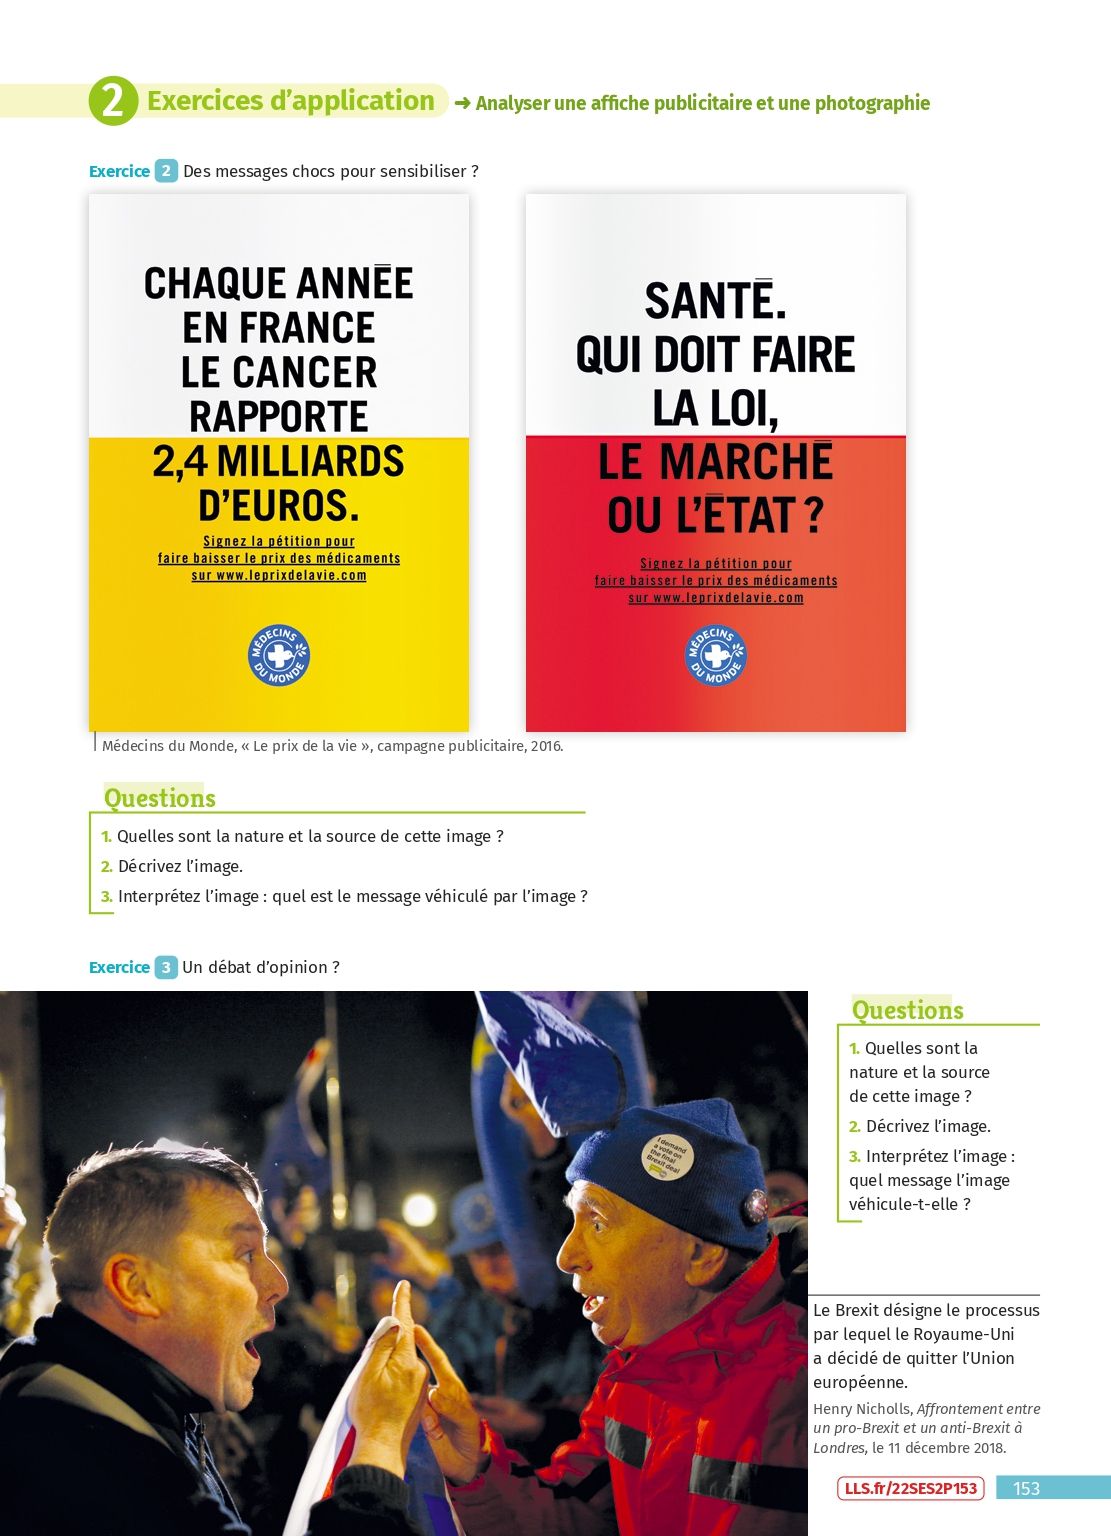 2 Exercices d’application ➜ Analyser une affiche publicitaire et une photographie
Exercice 2 Des messages chocs pour sensibiliser ?
CHAQUE ANNÉE
EN FRANCE
LE CANCER
RAPPORTE
2,4 MILLIARDS
D’EUROS.
Signez la pétition pour
faire baisser le prix des médicaments
sur www.leprixdelavie.com
MÉDECINS
DU MONDE
SANTÉ.
QUI DOIT FAIRE
LA LOI,
LE MARCHÉ
OU L’ÉTAT ?
Signez la pétition pour
faire baisser le prix des médicaments
sur www.leprixdelavie.com
MÉDECINS
DU MONDE
Médecins du Monde, « Le prix de la vie », campagne publicitaire, 2016.
Questions
1. Quelles sont la nature et la source de cette image ?
2. Décrivez l’image.
3. Interprétez l’image : quel est le message véhiculé par l’image ?
Exercice 3 Un débat d’opinion ?
I demand
a vote on
the final
Brexit deal
Questions
1. Quelles sont la
nature et la source
de cette image ?
2. Décrivez l’image.
3. Interprétez l’image :
quel message l’image
véhicule-t-elle ?
Le Brexit désigne le processus
par lequel le Royaume-Uni
a décidé de quitter l’Union
européenne.
Henry Nicholls, Affrontement entre
un pro-Brexit et un anti-Brexit à
Londres, le 11 décembre 2018.
LLS.fr/22SES2P153
153